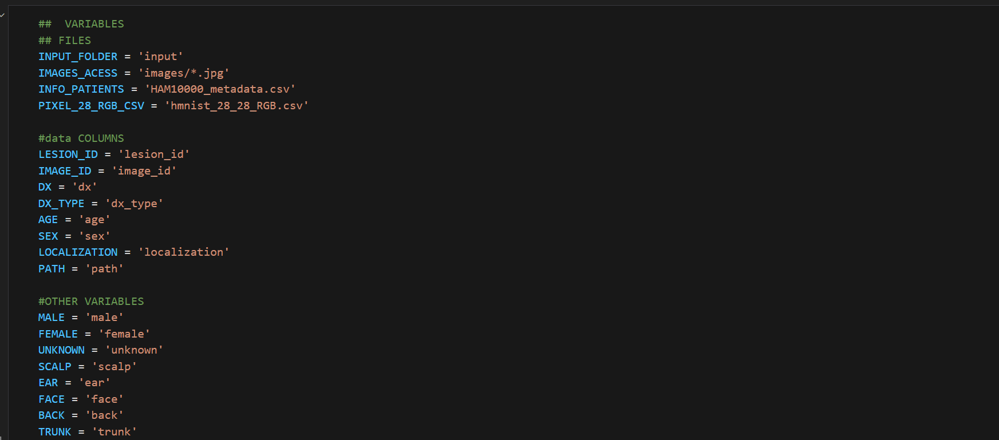 ##  VARIABLES
## FILES
INPUT_FOLDER = 'input'
IMAGES_ACESS = 'images/*.jpg'
INFO_PATIENTS = 'HAM10000_metadata.csv'
PIXEL_28_RGB_CSV = 'hmnist_28_28_RGB.csv'
#data COLUMNS
LESION_ID = 'lesion_id'
IMAGE_ID = 'image_id'
DX = 'dx'
DX_TYPE = 'dx_type'
AGE = 'age'
SEX = 'sex'
LOCALIZATION = 'localization'
PATH = 'path'
#OTHER VARIABLES
MALE = 'male'
FEMALE = 'female'
UNKNOWN = 'unknown'
SCALP = 'scalp'
EAR = 'ear'
FACE = 'face'
BACK = 'back'
TRUNK = 'trunk'